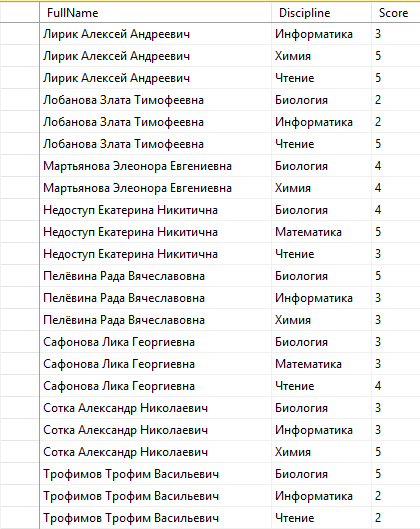 FullName Discipline Score
Лирик Алексей Андреевич Информатика 3
Лирик Алексей Андреевич Химия 5
Лирик Алексей Андреевич Чтение 5
Лобанова Злата Тимофеевна Биология 2
Лобанова Злата Тимофеевна Информатика 2
Лобанова Злата Тимофеевна Чтение 5
Мартьянова Элеонора Евгениевна Биология 4
Мартьянова Элеонора Евгениевна Химия 4
Недоступ Екатерина Никитична Биология 4
Недоступ Екатерина Никитична Математика 5
Недоступ Екатерина Никитична Чтение 3
Пелёвина Рада Вячеславовна Биология 5
Пелёвина Рада Вячеславовна Информатика 3
Пелёвина Рада Вячеславовна Химия 3
Сафонова Лика Георгиевна Биология 3
Сафонова Лика Георгиевна Математика 3
Сафонова Лика Георгиевна Чтение 4
Сотка Александр Николаевич Биология 3
Сотка Александр Николаевич Информатика 3
Сотка Александр Николаевич Химия 5
Трофимов Трофим Васильевич Биология 5
Трофимов Трофим Васильевич Информатика 2
Трофимов Трофим Васильевич Чтение 2